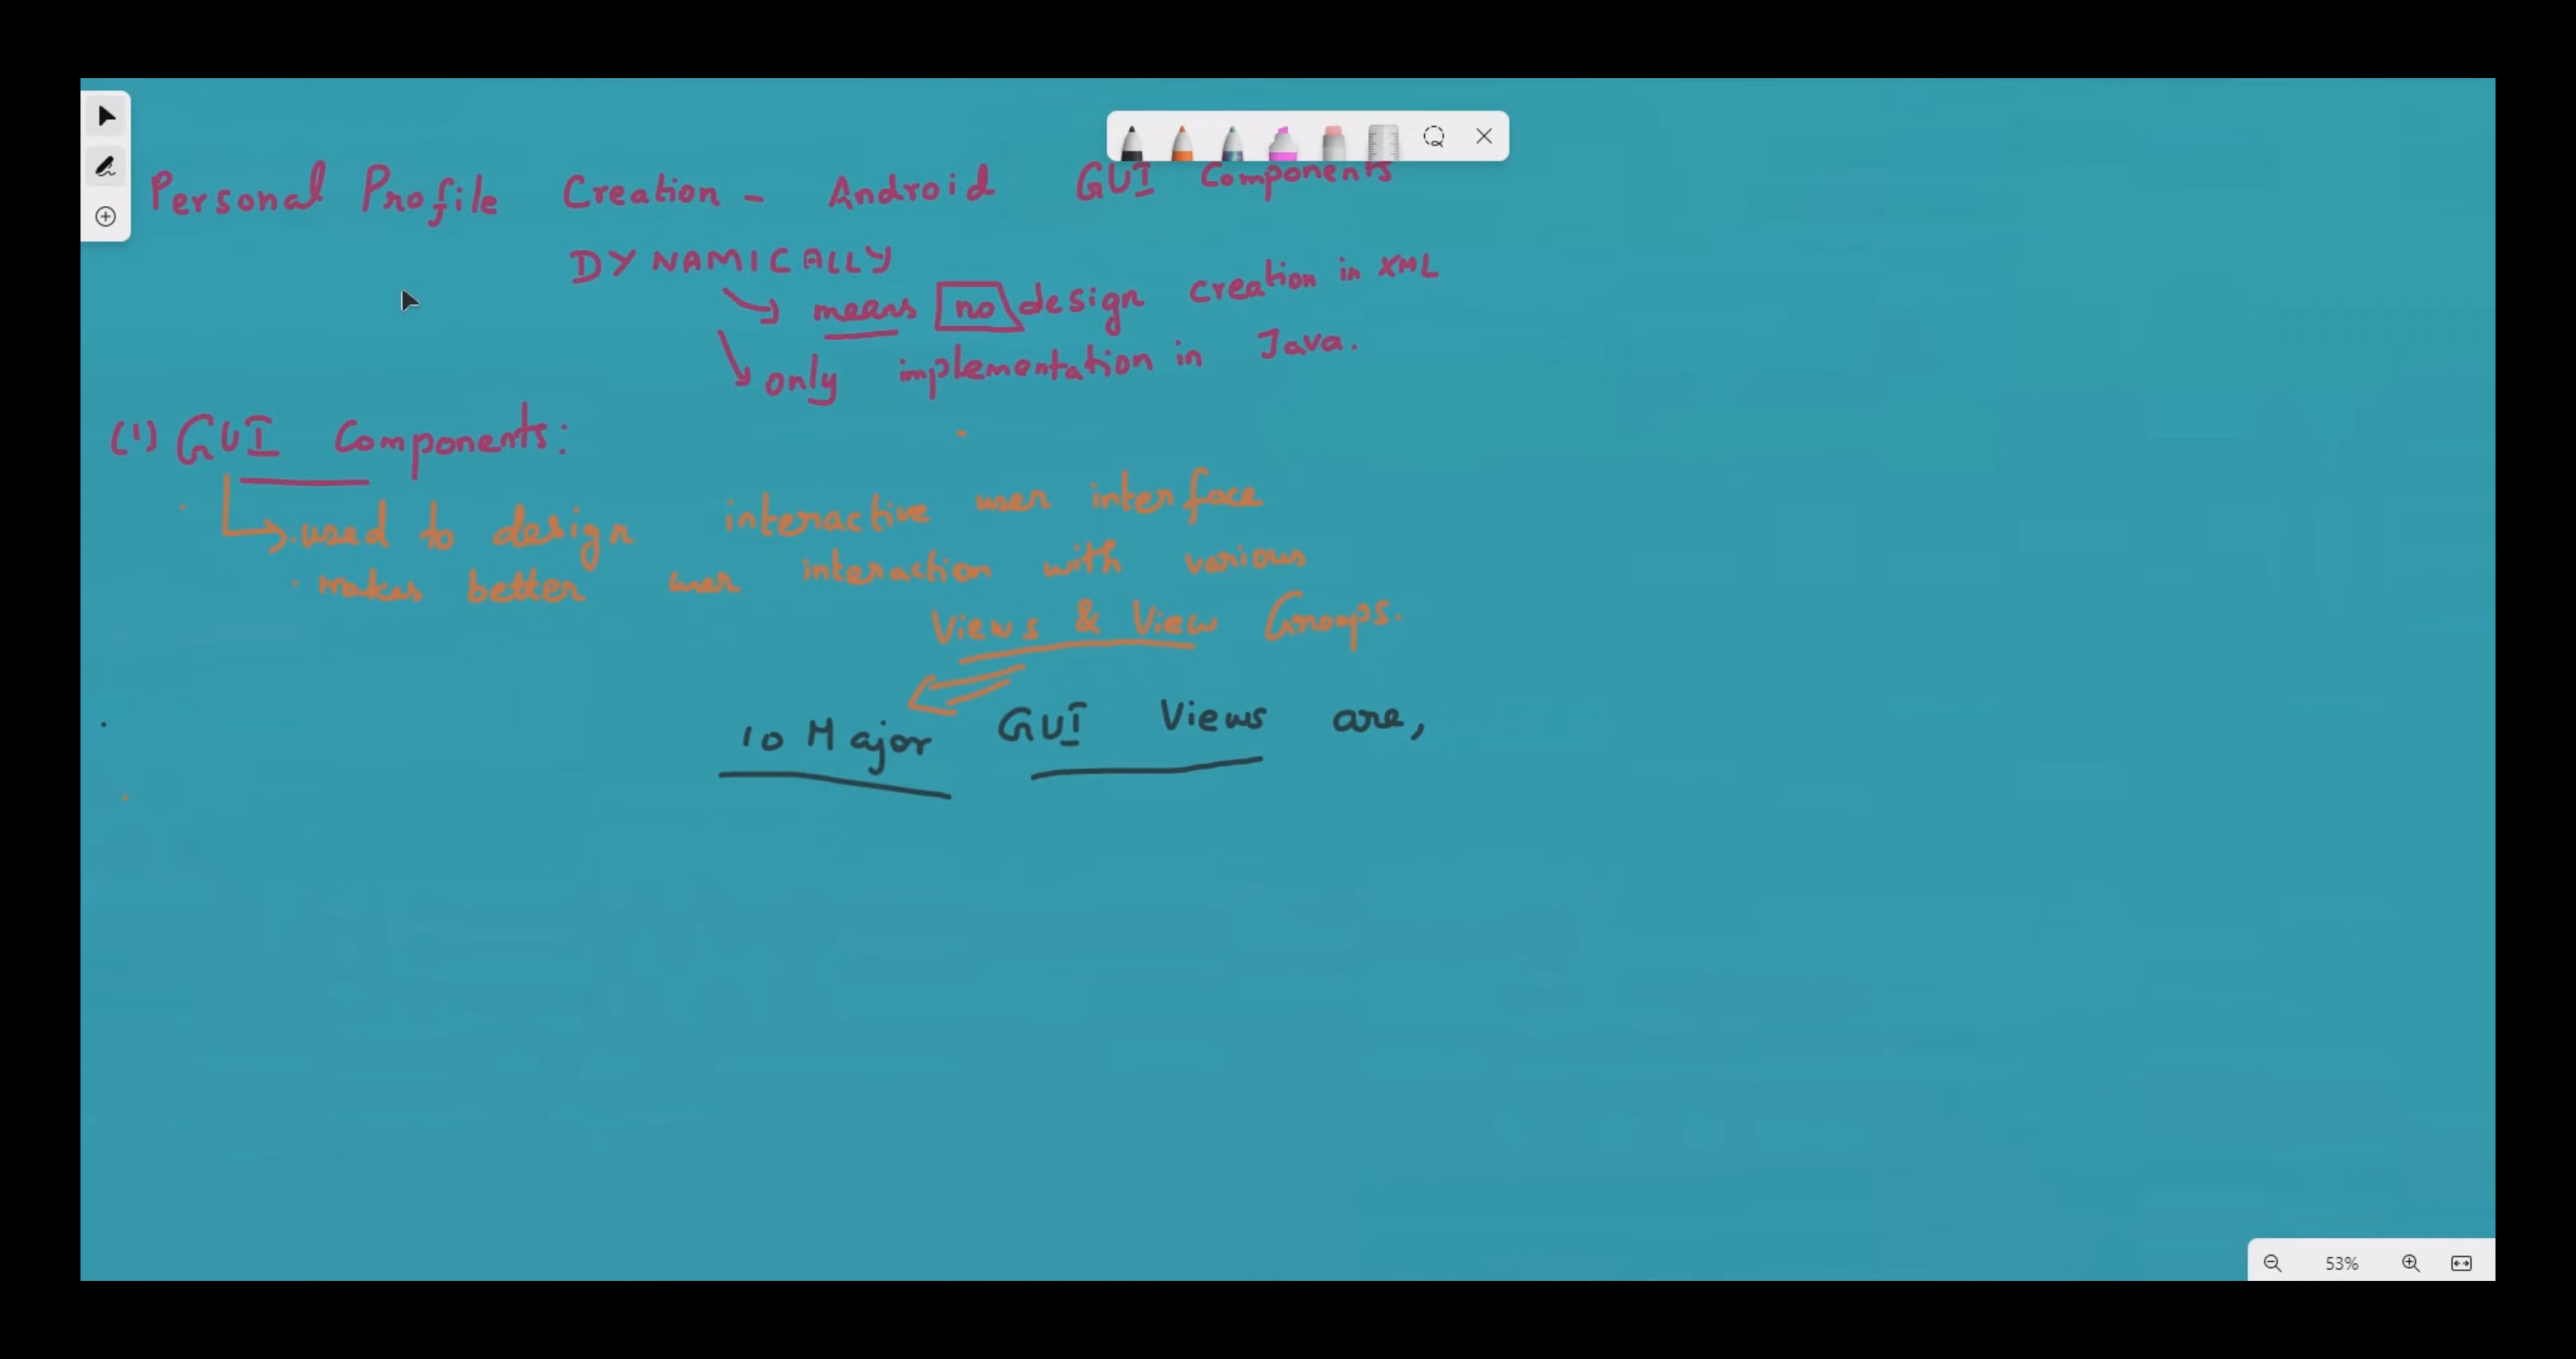 Personal Profile Creation - Android GUI Components
DYNAMICALLY
means no design creation in XML
only implementation in Java.
(1) GUI Components:
used to design interactive user interface
makes better user interaction with various
Views & View Groups.
10 Major GUI Views are,
53%